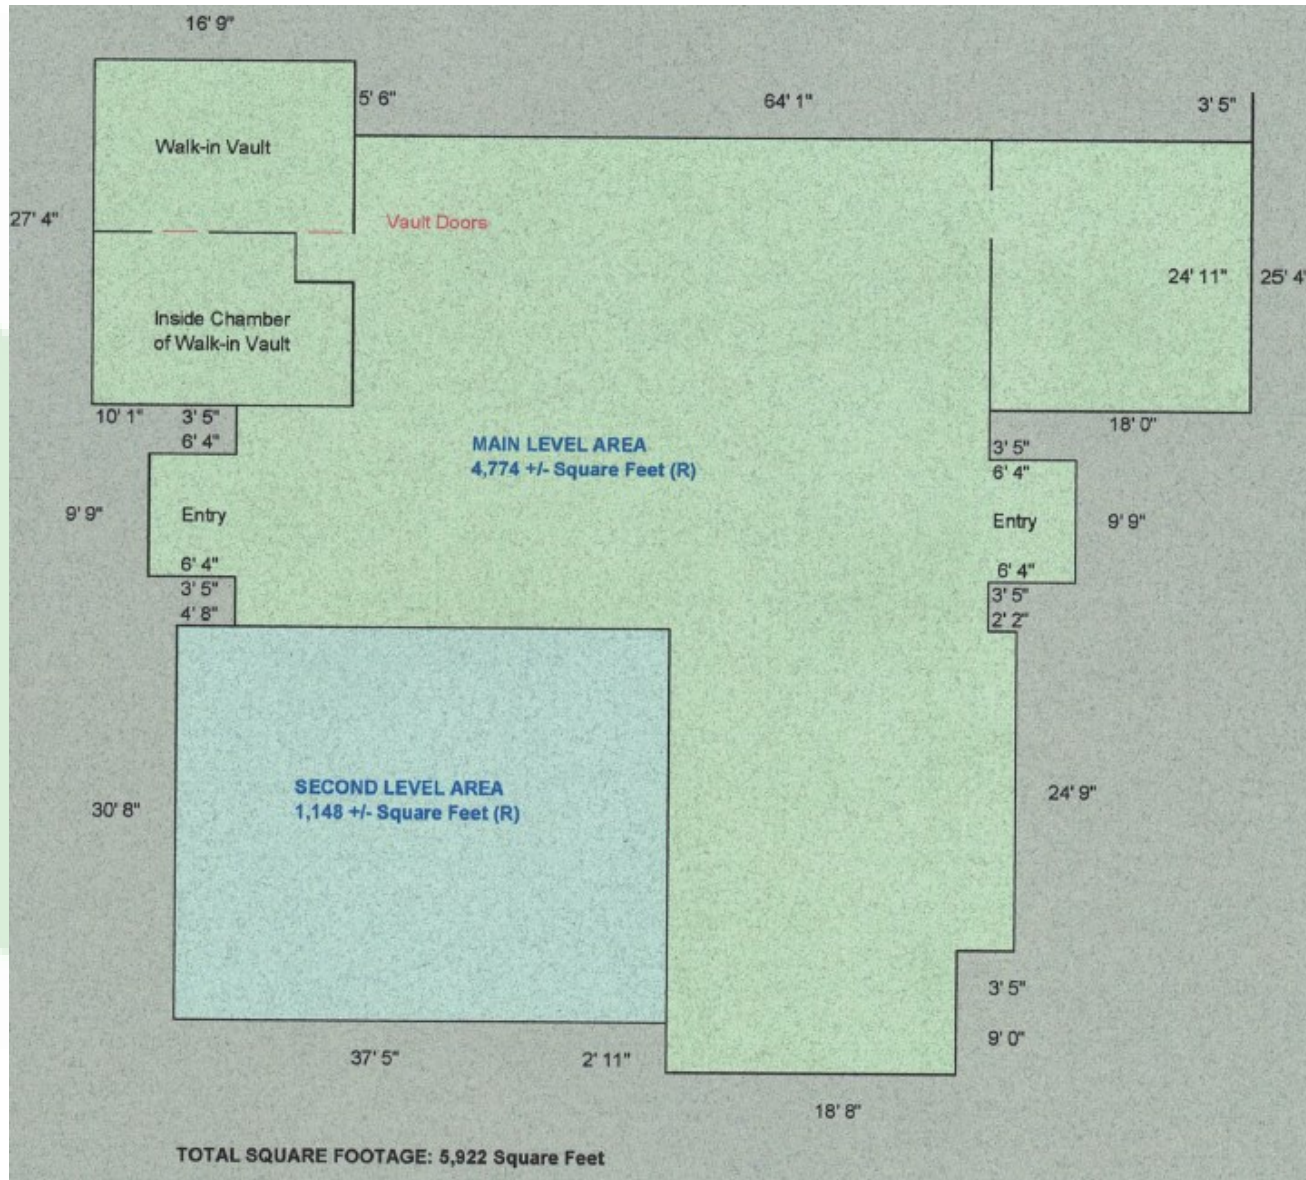 16' 9"
5' 6"
64' 1"
3' 5"
Walk-in Vault
27' 4"
Vault Doors
24' 11"
25' 4"
Inside Chamber
of Walk-in Vault
10' 1"
3' 5"
6' 4"
18' 0"
MAIN LEVEL AREA
4,774 +/- Square Feet (R)
3' 5"
6' 4"
9' 9"
Entry
Entry
9' 9"
6' 4"
6' 4"
3' 5"
4' 8"
3' 5"
2' 2"
SECOND LEVEL AREA
1,148 +/- Square Feet (R)
30' 8"
24' 9"
3' 5"
9' 0"
37' 5"
2' 11"
18' 8"
TOTAL SQUARE FOOTAGE: 5,922 Square Feet